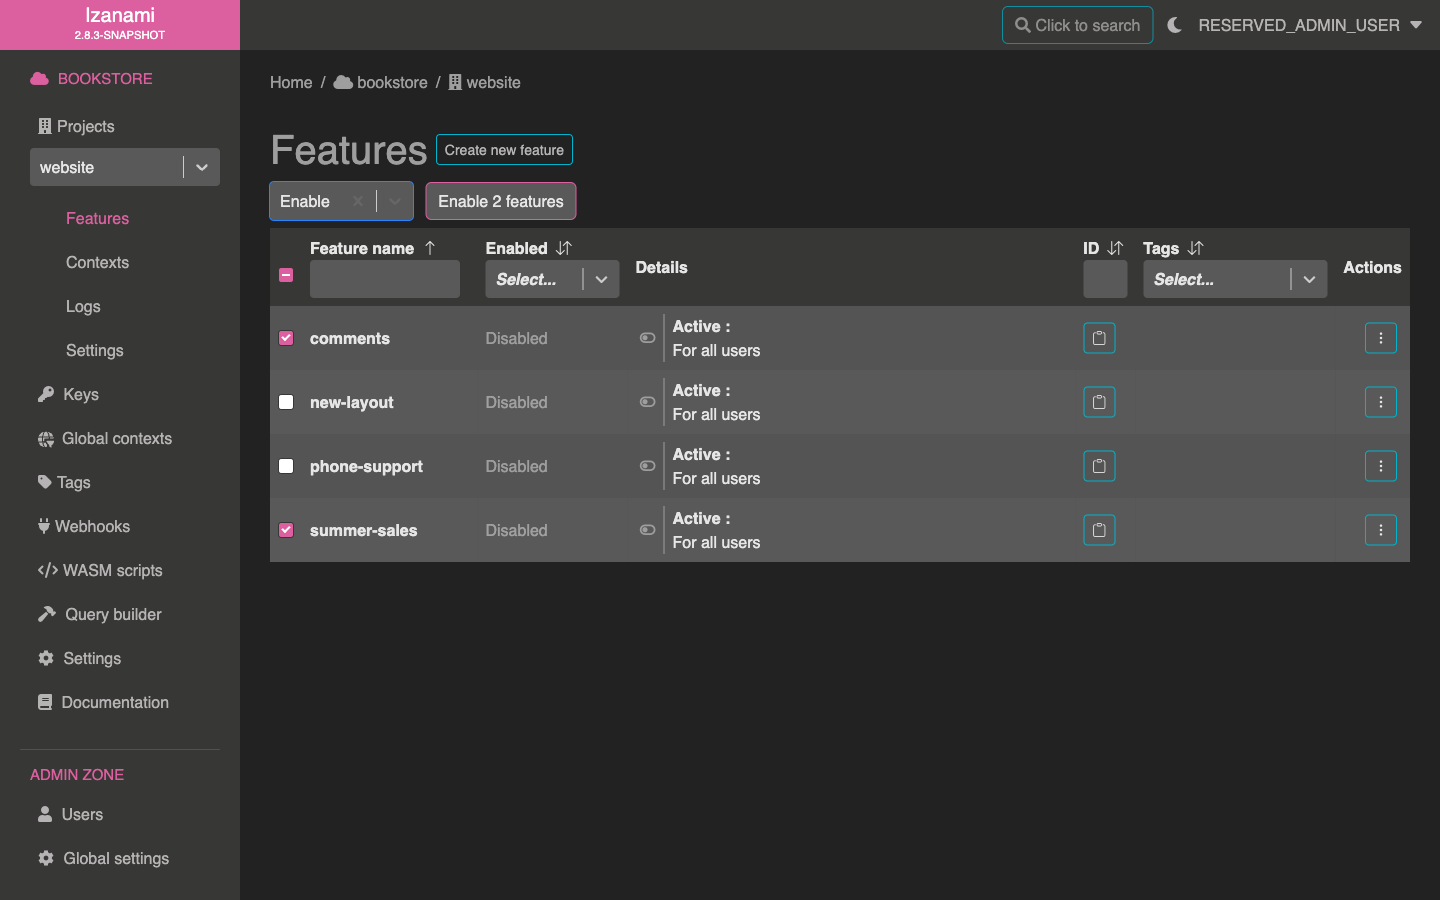 Izanami
2.8.3-SNAPSHOT
Click to search
RESERVED_ADMIN_USER
BOOKSTORE
Projects
website
Features
Contexts
Logs
Settings
Keys
Global contexts
Tags
Webhooks
WASM scripts
Query builder
Settings
Documentation
ADMIN ZONE
Users
Global settings
Home / bookstore / website
Features Create new feature
Enable Enable 2 features
Feature name Enabled Details ID Tags Actions
Select... Select...
comments Disabled Active :
For all users
new-layout Disabled Active :
For all users
phone-support Disabled Active :
For all users
summer-sales Disabled Active :
For all users